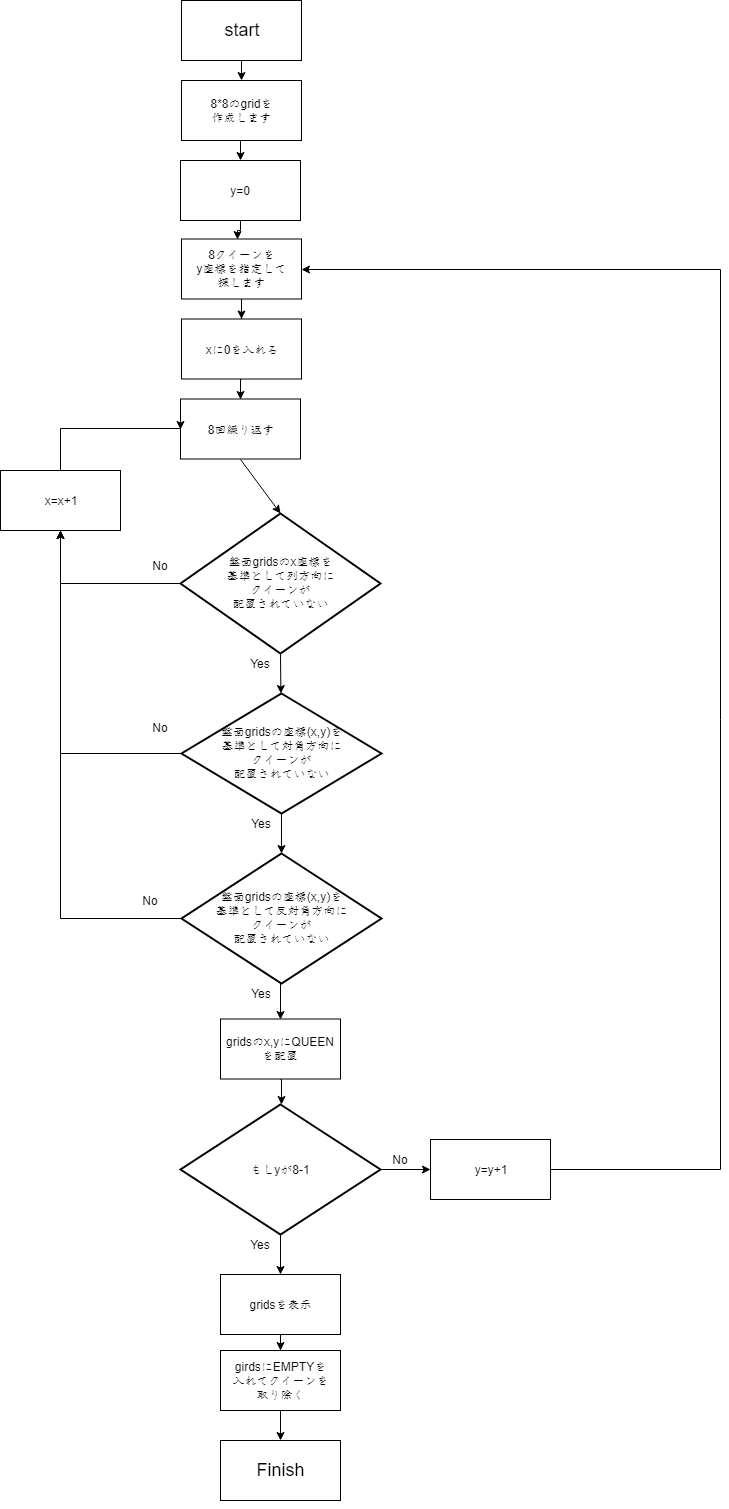 start
8*8のgridを
作成します
y=0
8クイーンを
y座標を指定して
探します
xに0を入れる
8回繰り返す
x=x+1
No
盤面gridsのx座標を
基準として列方向に
クイーンが
配置されていない
Yes
No
盤面gridsの座標(x,y)を
基準として対角方向に
クイーンが
配置されていない
Yes
No
盤面gridsの座標(x,y)を
基準として反対角方向に
クイーンが
配置されていない
Yes
gridsのx,yにQUEEN
を配置
もしyが8-1
No
y=y+1
Yes
gridsを表示
girdsにEMPTYを
入れてクイーンを
取り除く
Finish